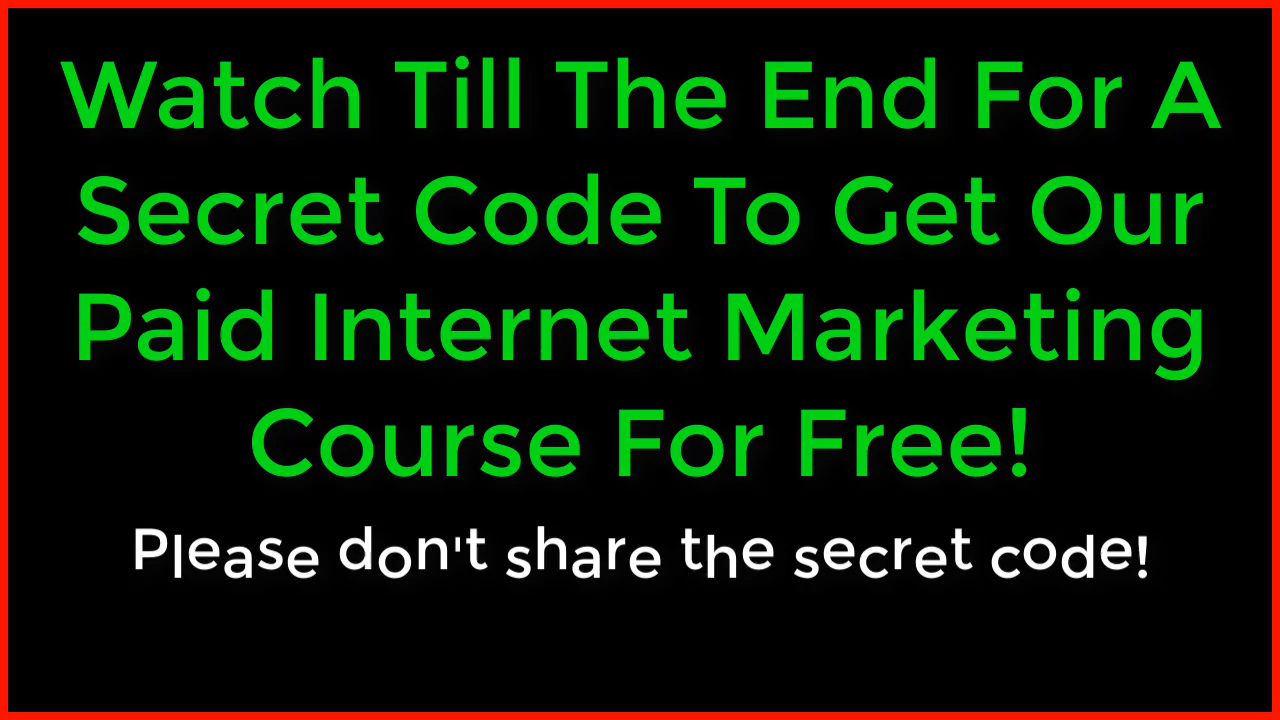 Watch Till The End For A
Secret Code To Get Our
Paid Internet Marketing
Course For Free!
Please don't share the secret code!